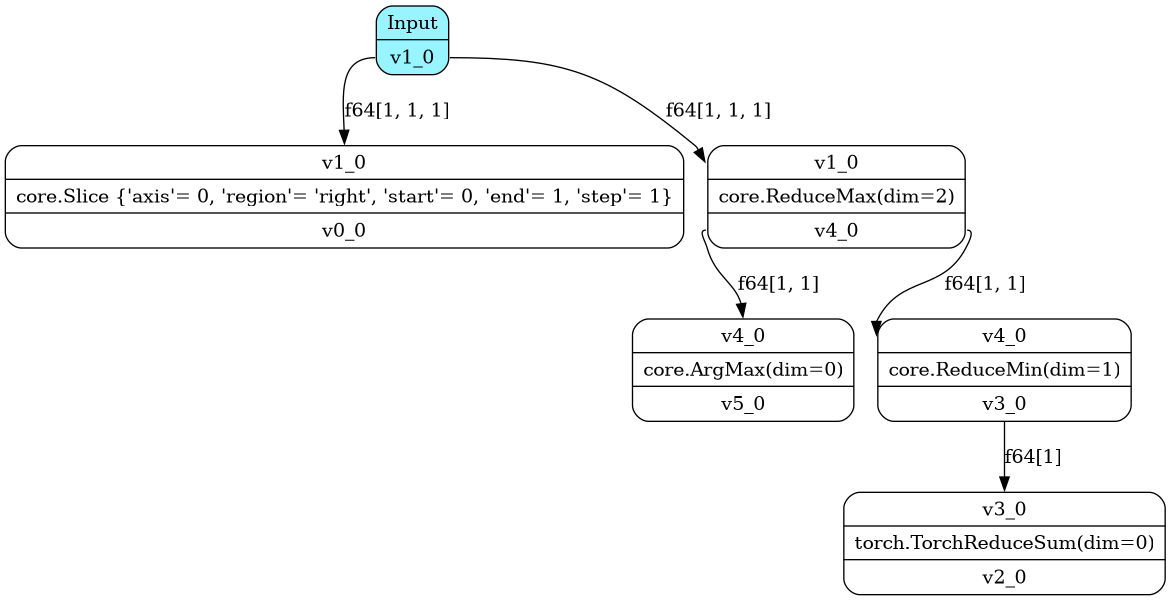 Input
v1_0
f64[1, 1, 1]
f64[1, 1, 1]
v1_0
core.Slice {'axis'= 0, 'region'= 'right', 'start'= 0, 'end'= 1, 'step'= 1}
v0_0
v1_0
core.ReduceMax(dim=2)
v4_0
f64[1, 1]
f64[1, 1]
v4_0
core.ArgMax(dim=0)
v5_0
v4_0
core.ReduceMin(dim=1)
v3_0
f64[1]
v3_0
torch.TorchReduceSum(dim=0)
v2_0